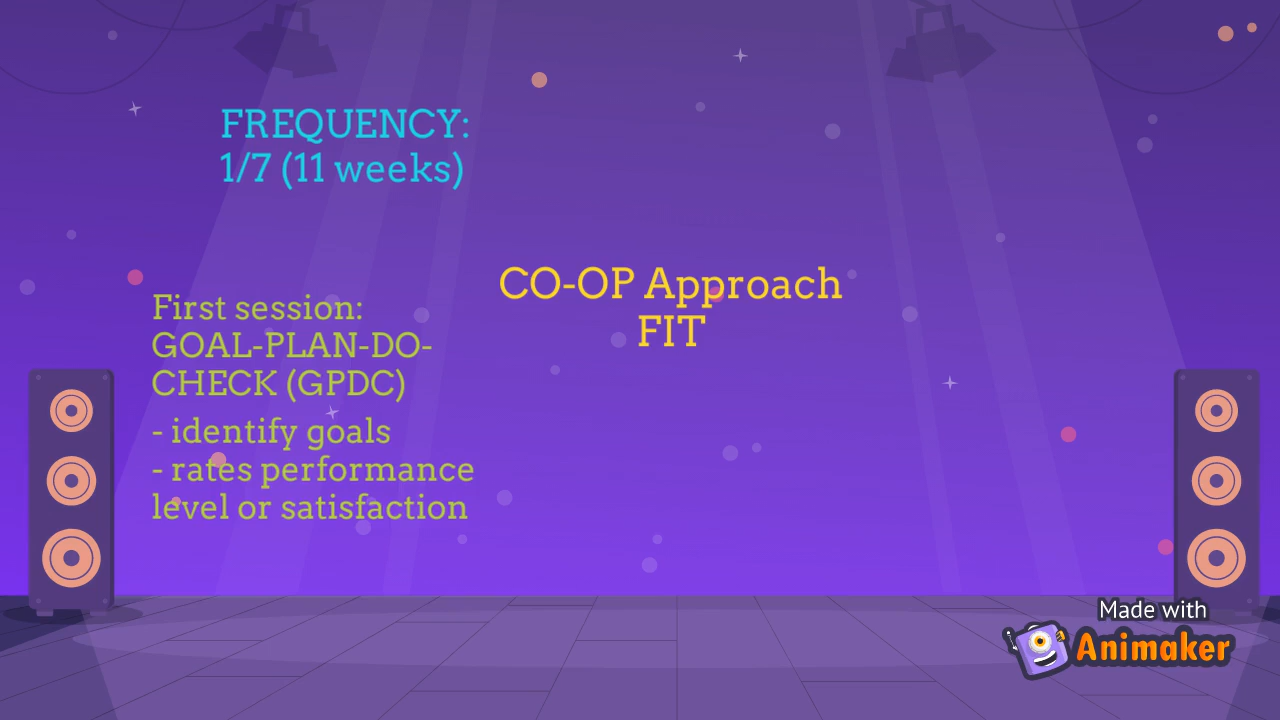 FREQUENCY:
1/7 (11 weeks)
CO-OP Approach
FIT
First session:
GOAL-PLAN-DO-
CHECK (GPDC)
- identify goals
- rates performance
level or satisfaction
Made with
Animaker